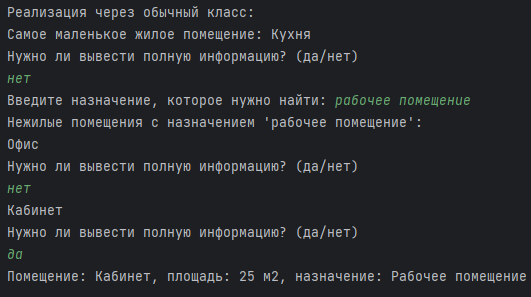 Реализация через обычный класс:
Самое маленькое жилое помещение: Кухня
Нужно ли вывести полную информацию? (да/нет)
нет
Введите назначение, которое нужно найти: рабочее помещение
Нежилые помещения с назначением 'рабочее помещение':
Офис
Нужно ли вывести полную информацию? (да/нет)
нет
Кабинет
Нужно ли вывести полную информацию? (да/нет)
да
Помещение: Кабинет, площадь: 25 м2, назначение: Рабочее помещение